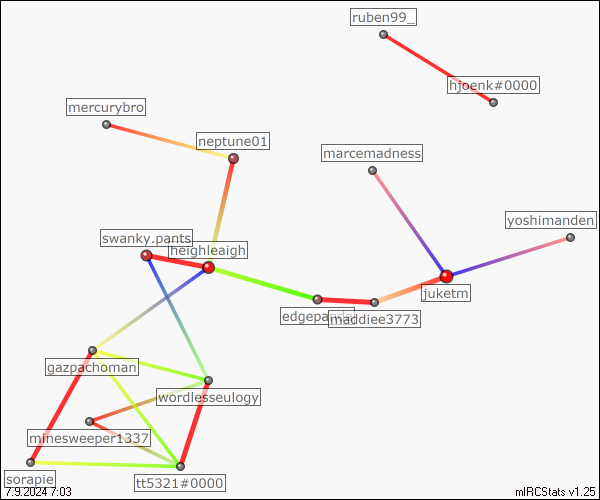 ruben99_
hjoenk#0000
mercurybro
neptune01
marcemadness
yoshimanden
swanky.pants
heighleaigh
juketm
maddiee3773
gazpachoman
wordlesseulogy
minesweeper1337
sorapie
tt5321#0000
7.9.2024 7:03
mIRCStats v1.25